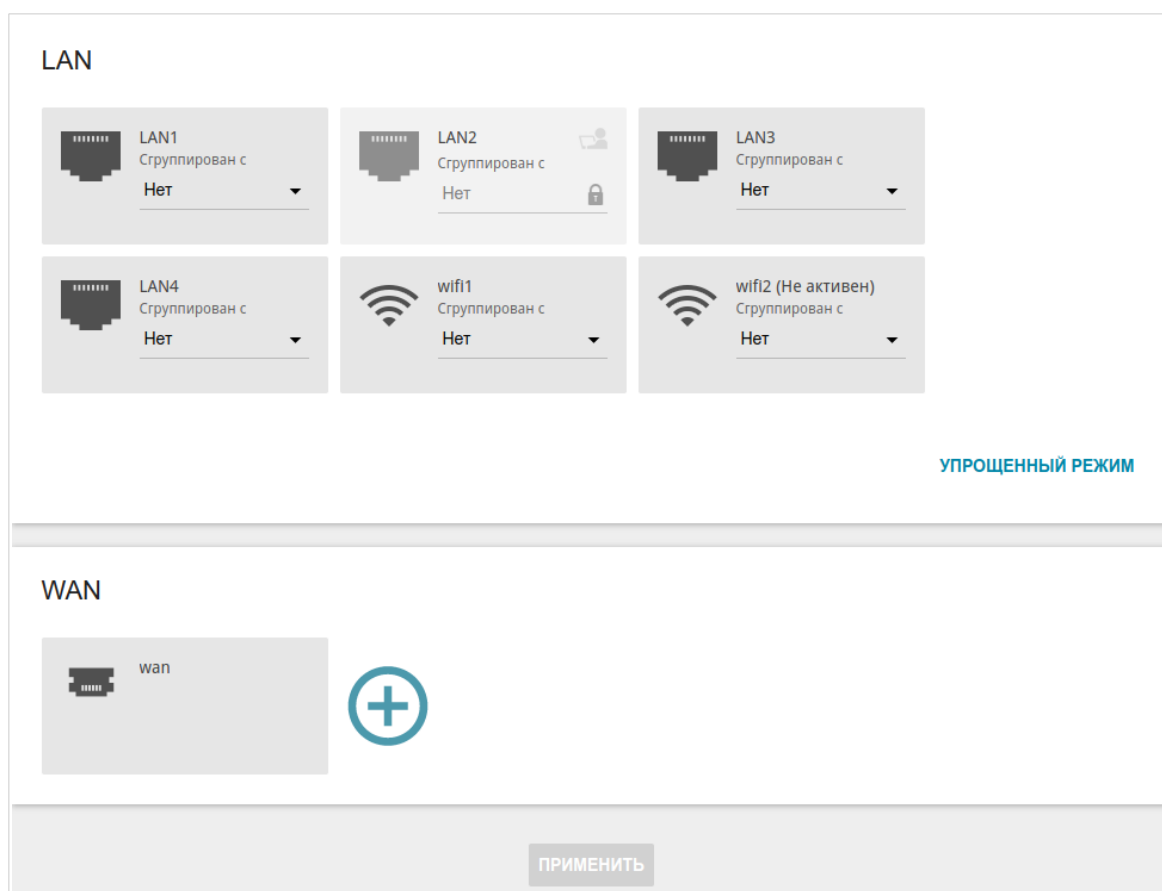 LAN
LAN1
Сгруппирован с
Нет
LAN2
Сгруппирован с
Нет
LAN3
Сгруппирован с
Нет
LAN4
Сгруппирован с
Нет
wifi1
Сгруппирован с
Нет
wifi2 (Не активен)
Сгруппирован с
Нет
УПРОЩЕННЫЙ РЕЖИМ
WAN
wan
ПРИМЕНИТЬ